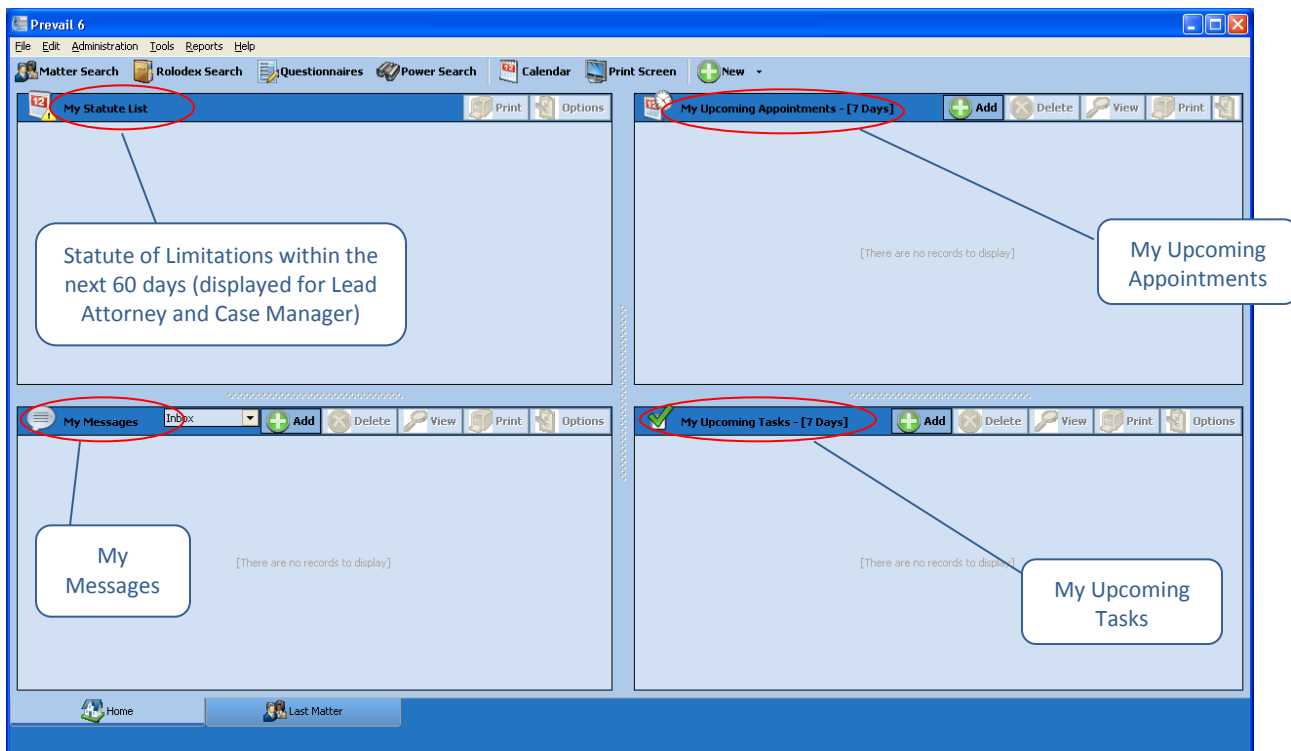 Prevail 6
File Edit Administration Tools Reports Help
Matter Search Rolodex Search Questionnaires Power Search 12 Calendar Print Screen New
12 My Statute List Print Options
12 My Upcoming Appointments - [7 Days] Add Delete View Print
Statute of Limitations within the
next 60 days (displayed for Lead
Attorney and Case Manager)
[There are no records to display]
My Upcoming
Appointments
My Messages Inbox Add Delete View Print Options
My Upcoming Tasks - [7 Days] Add Delete View Print Options
My
Messages
[There are no records to display]
[There are no records to display]
My Upcoming
Tasks
Home Last Matter